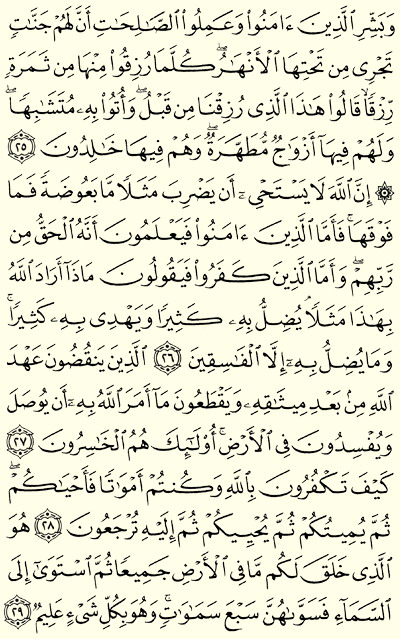 وَبَشِّرِ ٱلَّذِينَ ءَامَنُوا۟ وَعَمِلُوا۟ ٱلصَّـٰلِحَـٰتِ أَنَّ لَهُمْ جَنَّـٰتٍ
تَجْرِى مِن تَحْتِهَا ٱلْأَنْهَـٰرُ ۖ كُلَّمَا رُزِقُوا۟ مِنْهَا مِن ثَمَرَةٍ
رِّزْقًا ۙ قَالُوا۟ هَـٰذَا ٱلَّذِى رُزِقْنَا مِن قَبْلُ ۖ وَأُتُوا۟ بِهِۦ مُتَشَـٰبِهًا ۖ
وَلَهُمْ فِيهَآ أَزْوَٰجٌ مُّطَهَّرَةٌ ۖ وَهُمْ فِيهَا خَـٰلِدُونَ ٢٥
۞ إِنَّ ٱللَّهَ لَا يَسْتَحْىِۦٓ أَن يَضْرِبَ مَثَلًا مَّا بَعُوضَةً فَمَا
فَوْقَهَا ۚ فَأَمَّا ٱلَّذِينَ ءَامَنُوا۟ فَيَعْلَمُونَ أَنَّهُ ٱلْحَقُّ مِن
رَّبِّهِمْ ۖ وَأَمَّا ٱلَّذِينَ كَفَرُوا۟ فَيَقُولُونَ مَاذَآ أَرَادَ ٱللَّهُ
بِهَـٰذَا مَثَلًا ۘ يُضِلُّ بِهِۦ كَثِيرًا وَيَهْدِى بِهِۦ كَثِيرًا ۚ
وَمَا يُضِلُّ بِهِۦٓ إِلَّا ٱلْفَـٰسِقِينَ ٢٦ ٱلَّذِينَ يَنقُضُونَ عَهْدَ
ٱللَّهِ مِنۢ بَعْدِ مِيثَـٰقِهِۦ وَيَقْطَعُونَ مَآ أَمَرَ ٱللَّهُ بِهِۦٓ أَن يُوصَلَ
وَيُفْسِدُونَ فِى ٱلْأَرْضِ ۚ أُو۟لَـٰٓئِكَ هُمُ ٱلْخَـٰسِرُونَ ٢٧
كَيْفَ تَكْفُرُونَ بِٱللَّهِ وَكُنتُمْ أَمْوَٰتًا فَأَحْيَـٰكُمْ ۖ
ثُمَّ يُمِيتُكُمْ ثُمَّ يُحْيِيكُمْ ثُمَّ إِلَيْهِ تُرْجَعُونَ ٢٨ هُوَ
ٱلَّذِى خَلَقَ لَكُم مَّا فِى ٱلْأَرْضِ جَمِيعًا ثُمَّ ٱسْتَوَىٰٓ إِلَى
ٱلسَّمَآءِ فَسَوَّىٰهُنَّ سَبْعَ سَمَـٰوَٰتٍ ۚ وَهُوَ بِكُلِّ شَىْءٍ عَلِيمٌ ٢٩